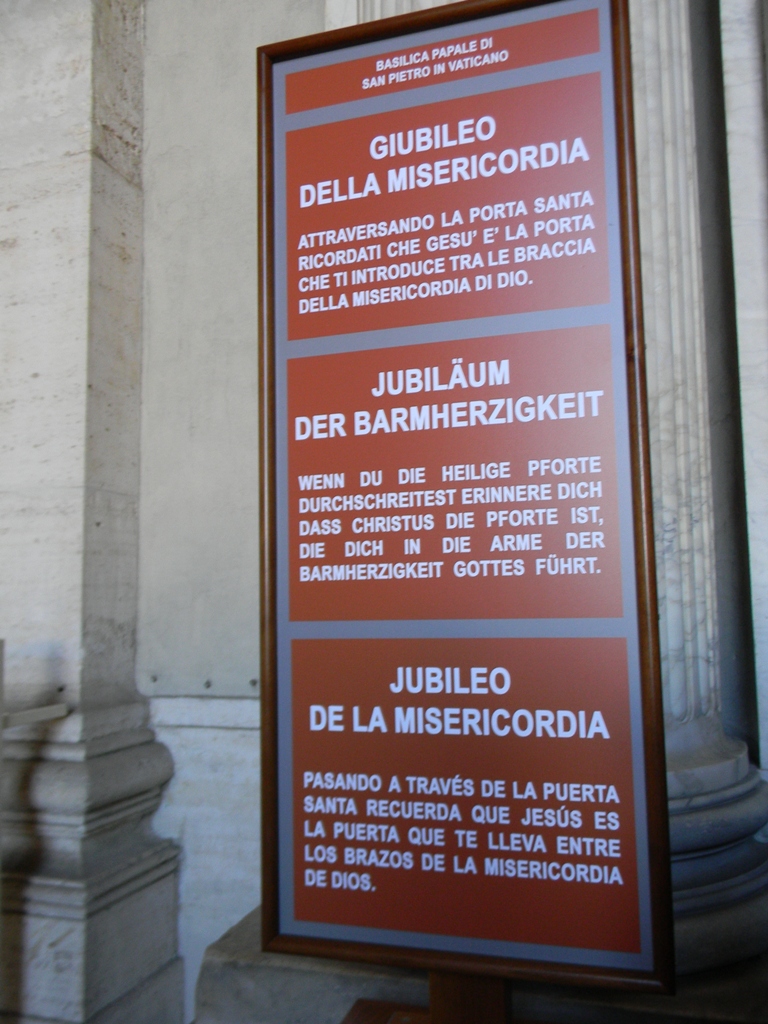 BASILICA PAPALE DI
SAN PIETRO IN VATICANO
GIUBILEO
DELLA MISERICORDIA
ATTRAVERSANDO LA PORTA SANTA
RICORDATI CHE GESU' E' LA PORTA
CHE TI INTRODUCE TRA LE BRACCIA
DELLA MISERICORDIA DI DIO.
JUBILÄUM
DER BARMHERZIGKEIT
WENN DU DIE HEILIGE PFORTE
DURCHSCHREITEST ERINNERE DICH
DASS CHRISTUS DIE PFORTE IST,
DIE DICH IN DIE ARME DER
BARMHERZIGKEIT GOTTES FÜHRT.
JUBILEO
DE LA MISERICORDIA
PASANDO A TRAVÉS DE LA PUERTA
SANTA RECUERDA QUE JESÚS ES
LA PUERTA QUE TE LLEVA ENTRE
LOS BRAZOS DE LA MISERICORDIA
DE DIOS.